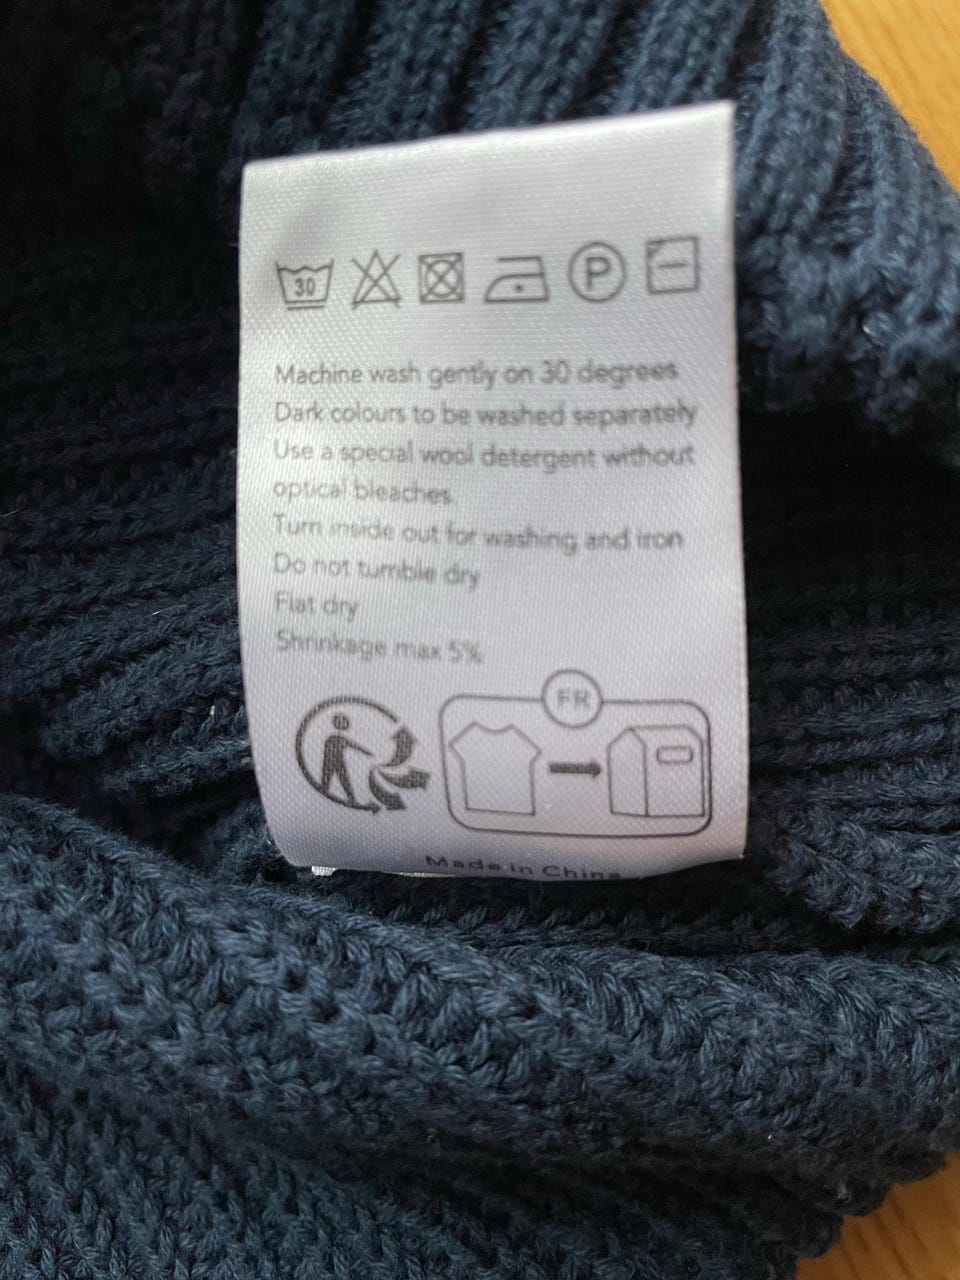 30 P
Machine wash gently on 30 degrees
Dark colours to be washed separately
Use a special wool detergent without
optical bleaches.
Turn inside out for washing and iron
Do not tumble dry
Flat dry
Shrinkage max 5%
FR
Made in China